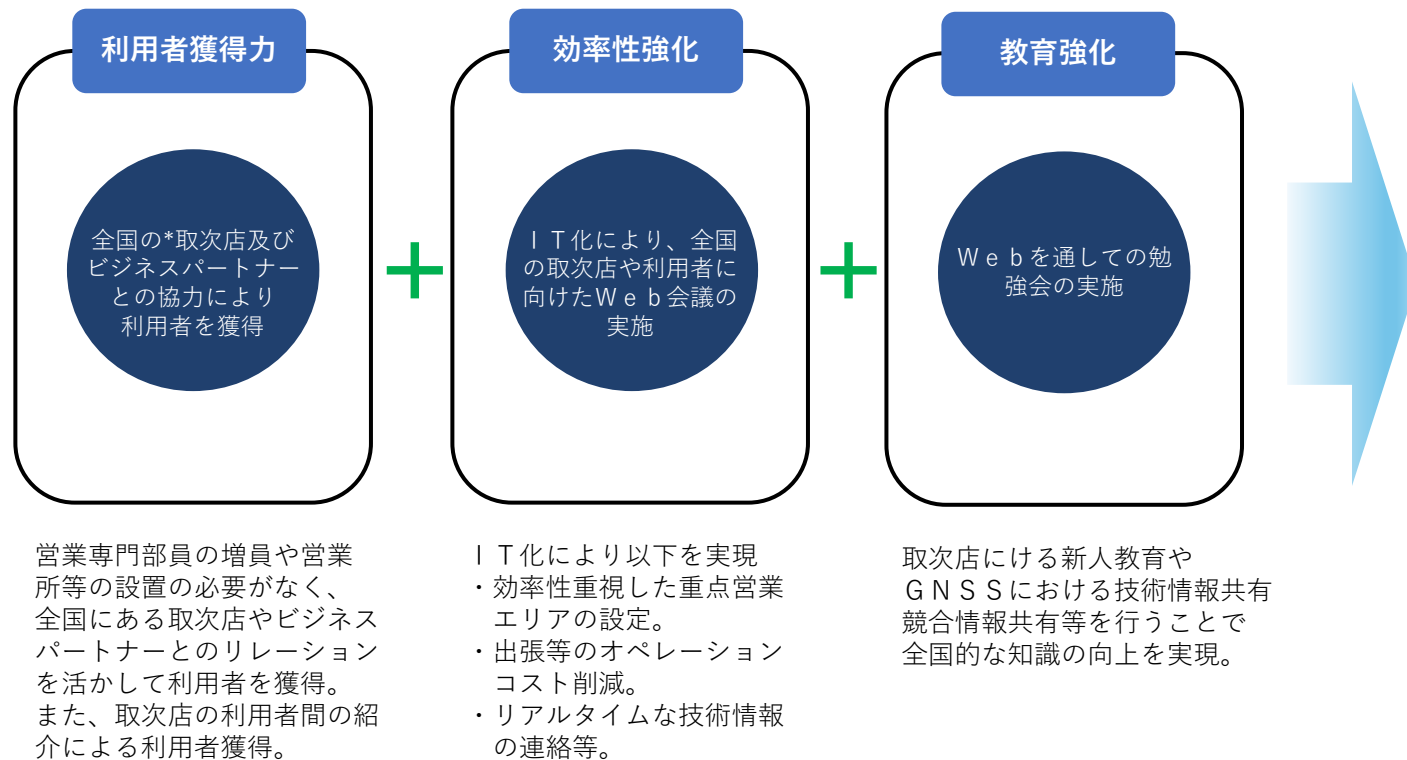 利用者獲得力
全国の*取次店及び
ビジネスパートナー
との協力により
利用者を獲得
営業専門部員の増員や営業
所等の設置の必要がなく、
全国にある取次店やビジネス
パートナーとのリレーション
を活かして利用者を獲得。
また、取次店の利用者間の紹
介による利用者獲得。
効率性強化
ＩＴ化により、全国
の取次店や利用者に
向けたＷｅｂ会議の
実施
ＩＴ化により以下を実現
・効率性重視した重点営業
エリアの設定。
・出張等のオペレーション
コスト削減。
・リアルタイムな技術情報
の連絡等。
教育強化
Ｗｅｂを通しての勉
強会の実施
取次店にける新人教育や
ＧＮＳＳにおける技術情報共有
競合情報共有等を行うことで
全国的な知識の向上を実現。